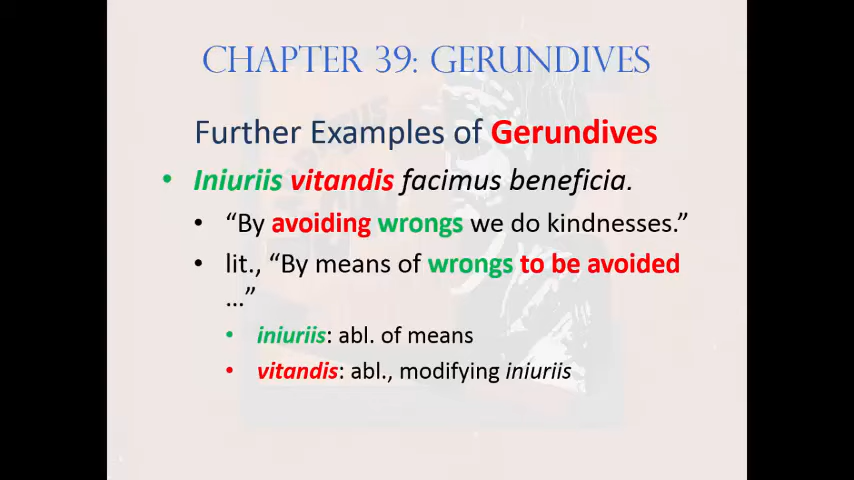 CHAPTER 39: GERUNDIVES
Further Examples of Gerundives
• Iniuriis vitandis facimus beneficia.
• “By avoiding wrongs we do kindnesses.”
• lit., “By means of wrongs to be avoided
…”
• iniuriis: abl. of means
• vitandis: abl., modifying iniuriis